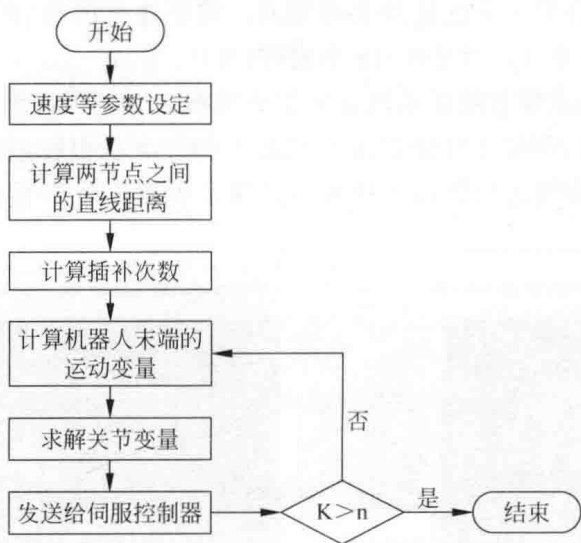 开始
速度等参数设定
计算两节点之间
的直线距离
计算插补次数
计算机器人末端的
运动变量
求解关节变量
发送给伺服控制器
K>n
否
是
结束